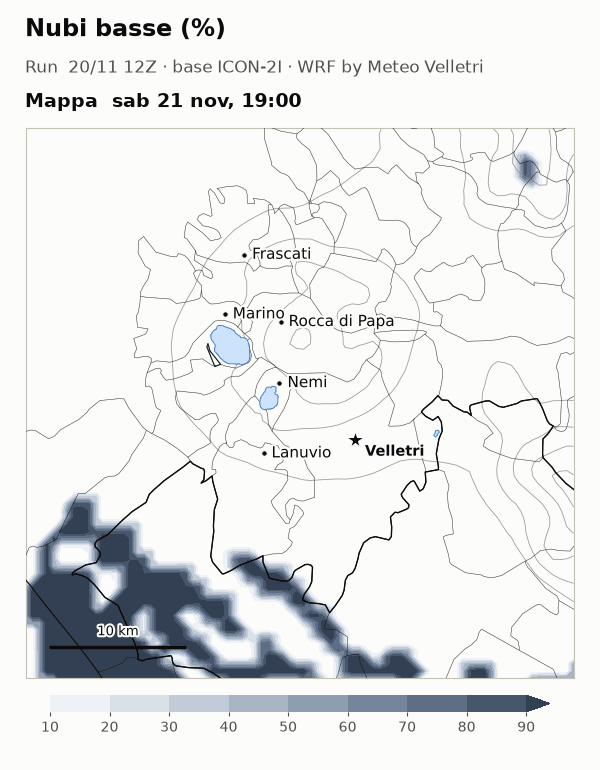 Nubi basse (%)
Run  20/11 12Z · base ICON-2I · WRF by Meteo Velletri
Mappa  sab 21 nov, 19:00
Frascati
Marino
Rocca di Papa
Nemi
Lanuvio
Velletri
10 km
10 20 30 40 50 60 70 80 90